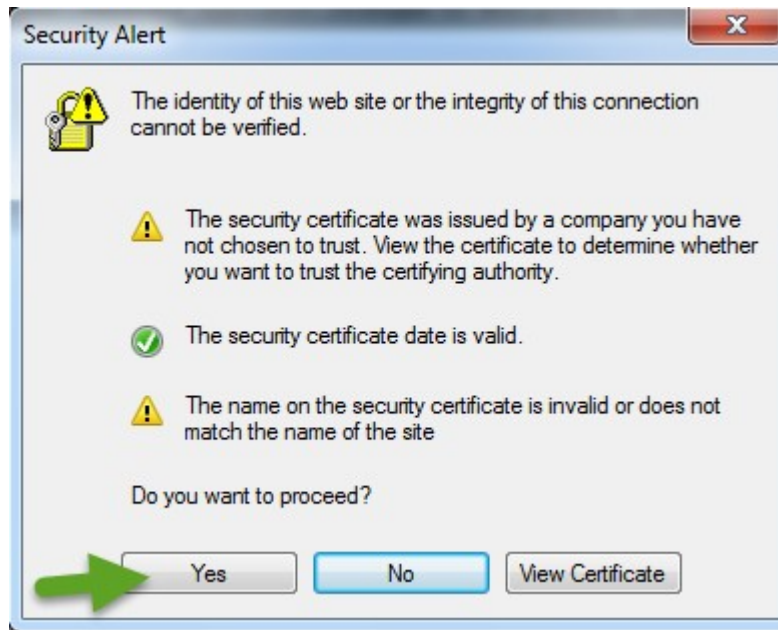 Security Alert
The identity of this web site or the integrity of this connection
cannot be verified.
The security certificate was issued by a company you have
not chosen to trust. View the certificate to determine whether
you want to trust the certifying authority.
The security certificate date is valid.
The name on the security certificate is invalid or does not
match the name of the site
Do you want to proceed?
Yes No View Certificate